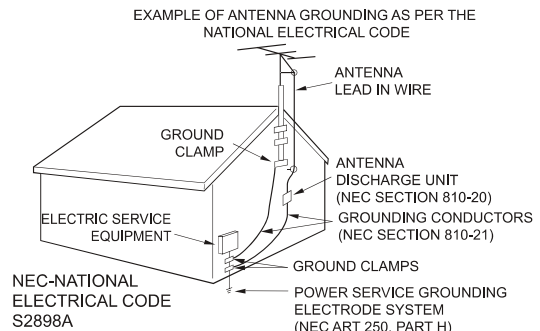 EXAMPLE OF ANTENNA GROUNDING AS PER THE
NATIONAL ELECTRICAL CODE
ANTENNA
LEAD IN WIRE
GROUND
CLAMP
ANTENNA
DISCHARGE UNIT
(NEC SECTION 810-20)
ELECTRIC SERVICE
EQUIPMENT
GROUNDING CONDUCTORS
(NEC SECTION 810-21)
GROUND CLAMPS
NEC-NATIONAL
ELECTRICAL CODE
S2898A
POWER SERVICE GROUNDING
ELECTRODE SYSTEM
(NEC ART 250, PART H)